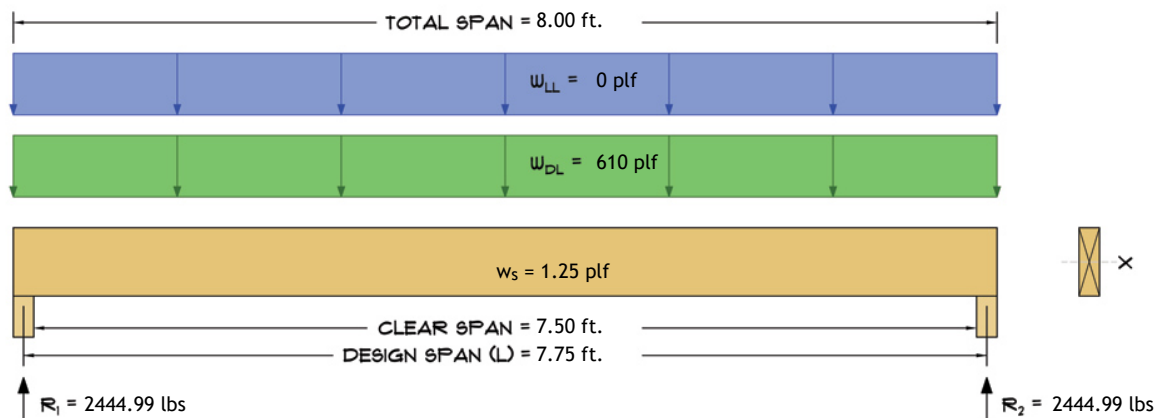 TOTAL SPAN = 8.00 ft.
WLL = 0 plf
WDL = 610 plf
ws = 1.25 plf
X
CLEAR SPAN = 7.50 ft.
DESIGN SPAN (L) = 7.75 ft.
R1 = 2444.99 lbs
R2 = 2444.99 lbs